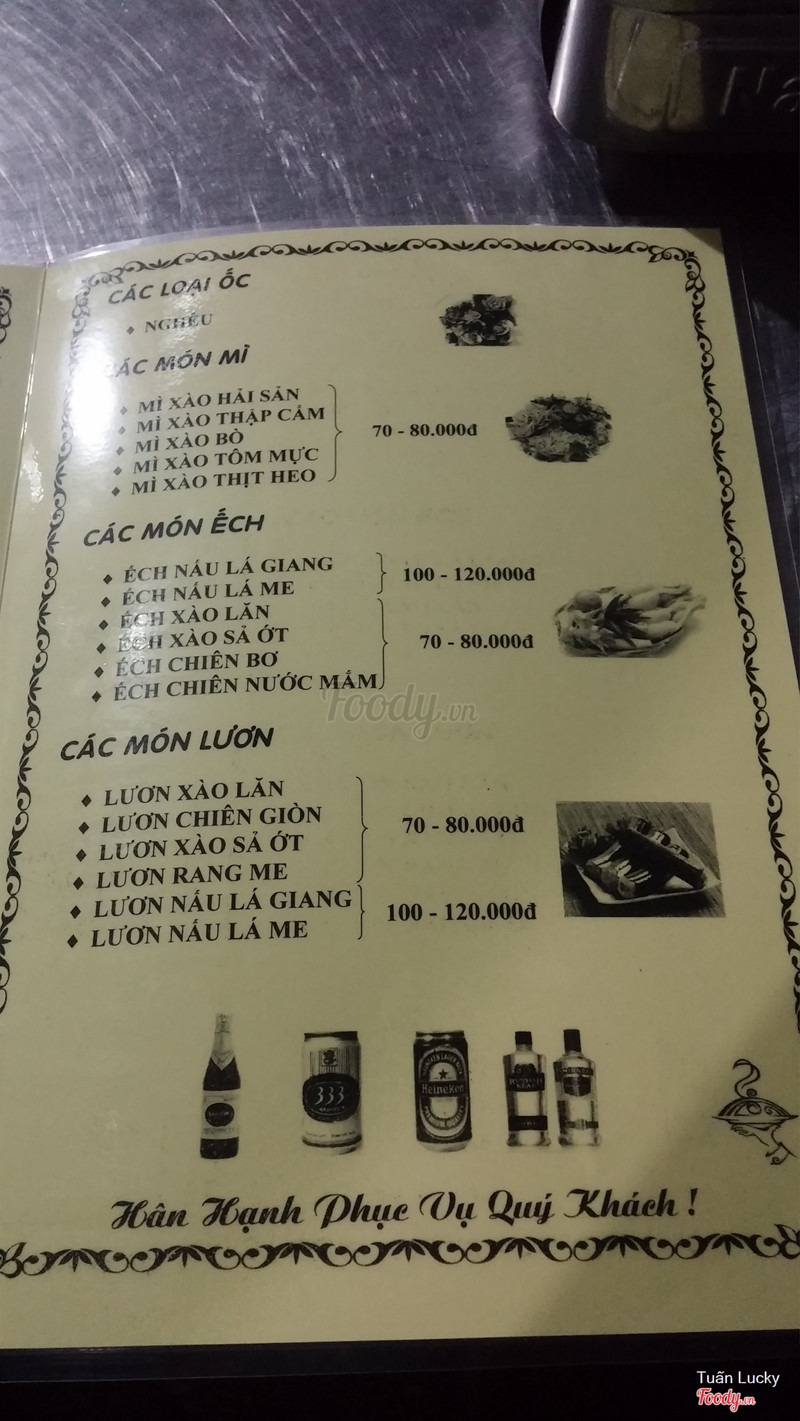 CÁC LOẠI ỐC
NGHÊU
CÁC MÓN MÌ
MÌ XÀO HẢI SẢN
MÌ XÀO THẬP CẨM
MÌ XÀO BÒ
MÌ XÀO TÔM MỰC
MÌ XÀO THỊT HEO
70 - 80.000đ
CÁC MÓN ẾCH
ẾCH NẤU LÁ GIANG
ẾCH NẤU LÁ ME
100 - 120.000đ
ẾCH XÀO LĂN
ẾCH XÀO SẢ ỚT
ẾCH CHIÊN BƠ
ẾCH CHIÊN NƯỚC MẮM
70 - 80.000đ
Foody.vn
CÁC MÓN LƯƠN
LƯƠN XÀO LĂN
LƯƠN CHIÊN GIÒN
LƯƠN XÀO SẢ ỚT
LƯƠN RANG ME
70 - 80.000đ
LƯƠN NẤU LÁ GIANG
LƯƠN NẤU LÁ ME
100 - 120.000đ
333
Heineken
Hân Hạnh Phục Vụ Quý Khách !
Tuấn Lucky
Foody.vn